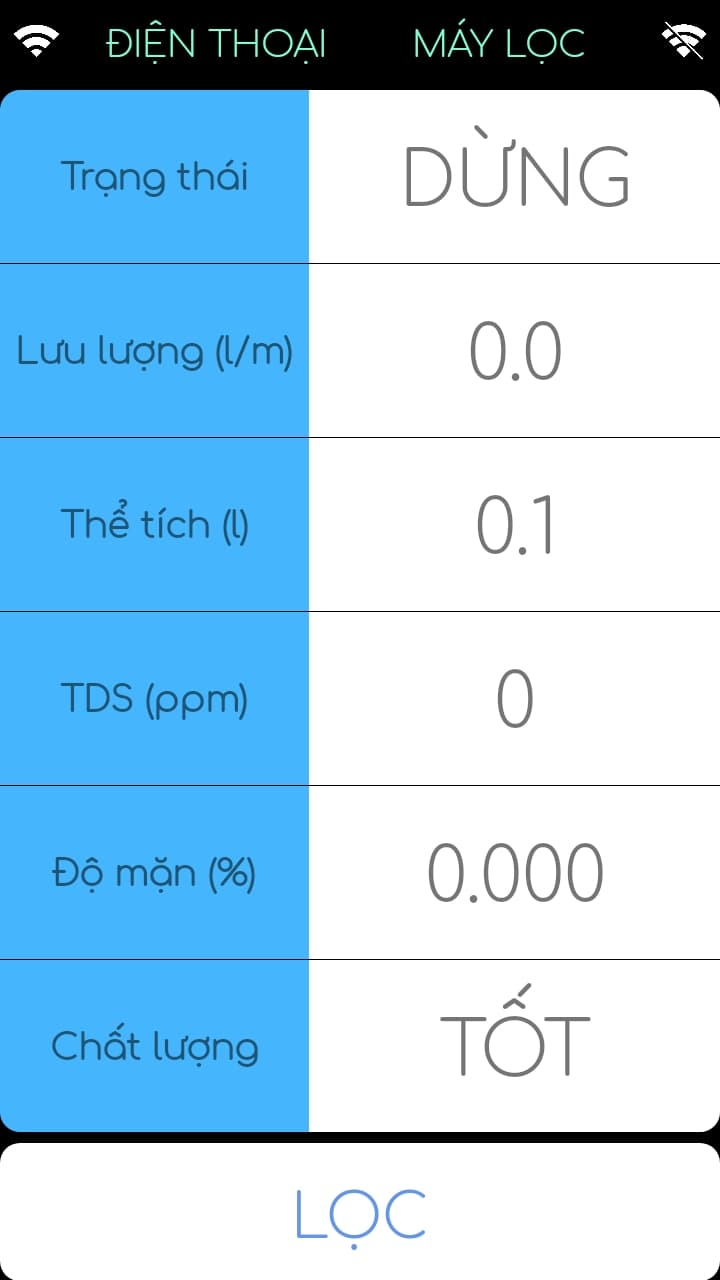 ĐIỆN THOẠI MÁY LỌC
Trạng thái DỪNG
Lưu lượng (l/m) 0.0
Thể tích (l) 0.1
TDS (ppm) 0
Độ mặn (%) 0.000
Chất lượng TỐT
LỌC